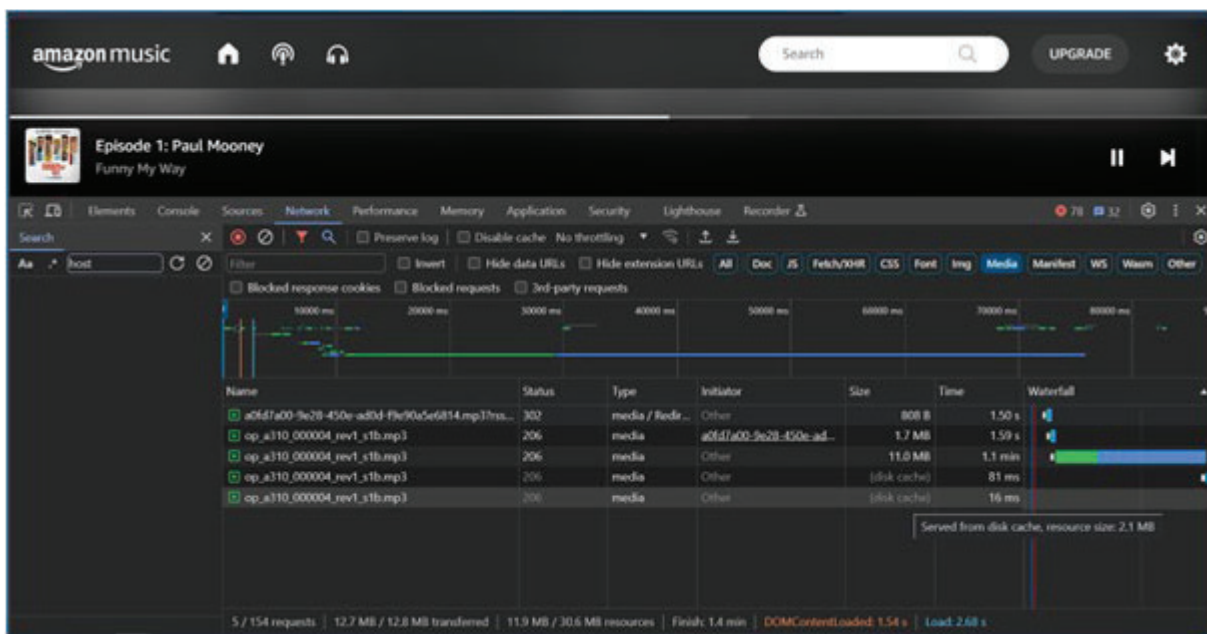 amazon music Search UPGRADE
Episode 1: Paul Mooney
Funny My Way
Elements Console Sources Network Performance Memory Application Security Lighthouse Recorder 78 32
Search Preserve log Disable cache No throttling
Aa .* host Filter Invert Hide data URLs Hide extension URLs All Doc JS Fetch/XHR CSS Font Img Media Manifest WS Wasm Other
Blocked response cookies Blocked requests 3rd-party requests
10000 ms 20000 ms 30000 ms 40000 ms 50000 ms 60000 ms 70000 ms 80000 ms
Name Status Type Initiator Size Time Waterfall
a0fd7a00-9e28-450e-ad0d-f9e90a5e6814.mp3?rss... 302 media / Redir... Other 808 B 1.50 s
op_a310_000004_rev1_s1b.mp3 206 media a0fd7a00-9e28-450e-ad... 1.7 MB 1.59 s
op_a310_000004_rev1_s1b.mp3 206 media Other 11.0 MB 1.1 min
op_a310_000004_rev1_s1b.mp3 206 media Other (disk cache) 81 ms
op_a310_000004_rev1_s1b.mp3 206 media Other (disk cache) 16 ms
Served from disk cache, resource size: 2.1 MB
5 / 154 requests 12.7 MB / 12.8 MB transferred 11.9 MB / 30.6 MB resources Finish: 1.4 min DOMContentLoaded: 1.54 s Load: 2.68 s